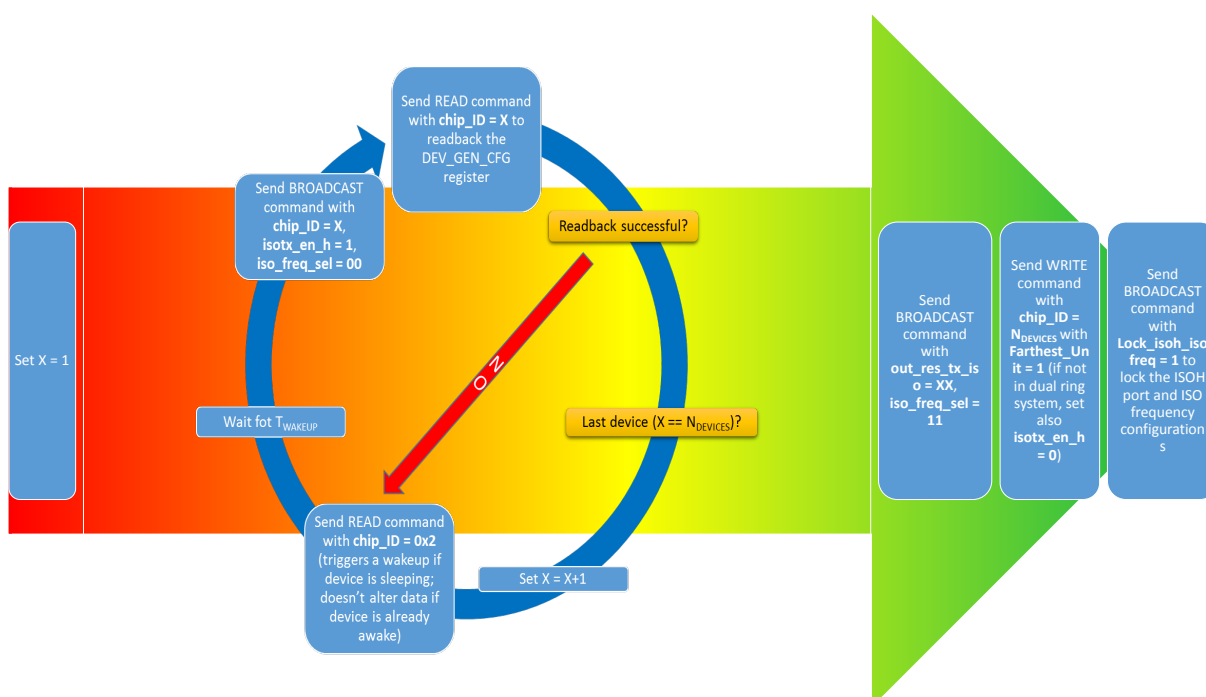 Set X = 1
Send BROADCAST
command with
chip_ID = X,
isotx_en_h = 1,
iso_freq_sel = 00
Send READ command
with chip_ID = X to
readback the
DEV_GEN_CFG
register
Readback successful?
NO
Last device (X == NDEVICES)?
Set X = X+1
Send READ command
with chip_ID = 0x2
(triggers a wakeup if
device is sleeping;
doesn't alter data if
device is already
awake)
Wait fot TWAKEUP
Send
BROADCAST
command
with
out_res_tx_is
o = XX,
iso_freq_sel =
11
Send WRITE
command
with
chip_ID =
NDEVICES with
Farthest_Un
it = 1 (if not
in dual ring
system, set
also
isotx_en_h
= 0)
Send
BROADCAST
command
with
Lock_isoh_iso
freq = 1 to
lock the ISOH
port and ISO
frequency
configuration
s